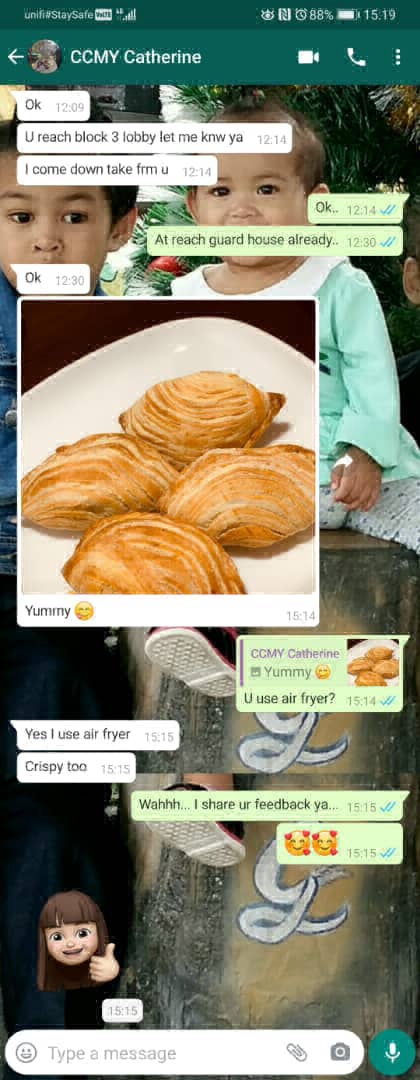 unifi#StaySafe VoLTE 88% 15.19
CCMY Catherine
Ok 12:09
U reach block 3 lobby let me knw ya 12:14
I come down take frm u 12:14
Ok.. 12:14
At reach guard house already.. 12:30
Ok 12:30
Yummy 15:14
CCMY Catherine
Yummy
U use air fryer? 15:14
Yes I use air fryer 15:15
Crispy too 15:15
Wahhh... I share ur feedback ya... 15:15
15:15
15:15
Type a message